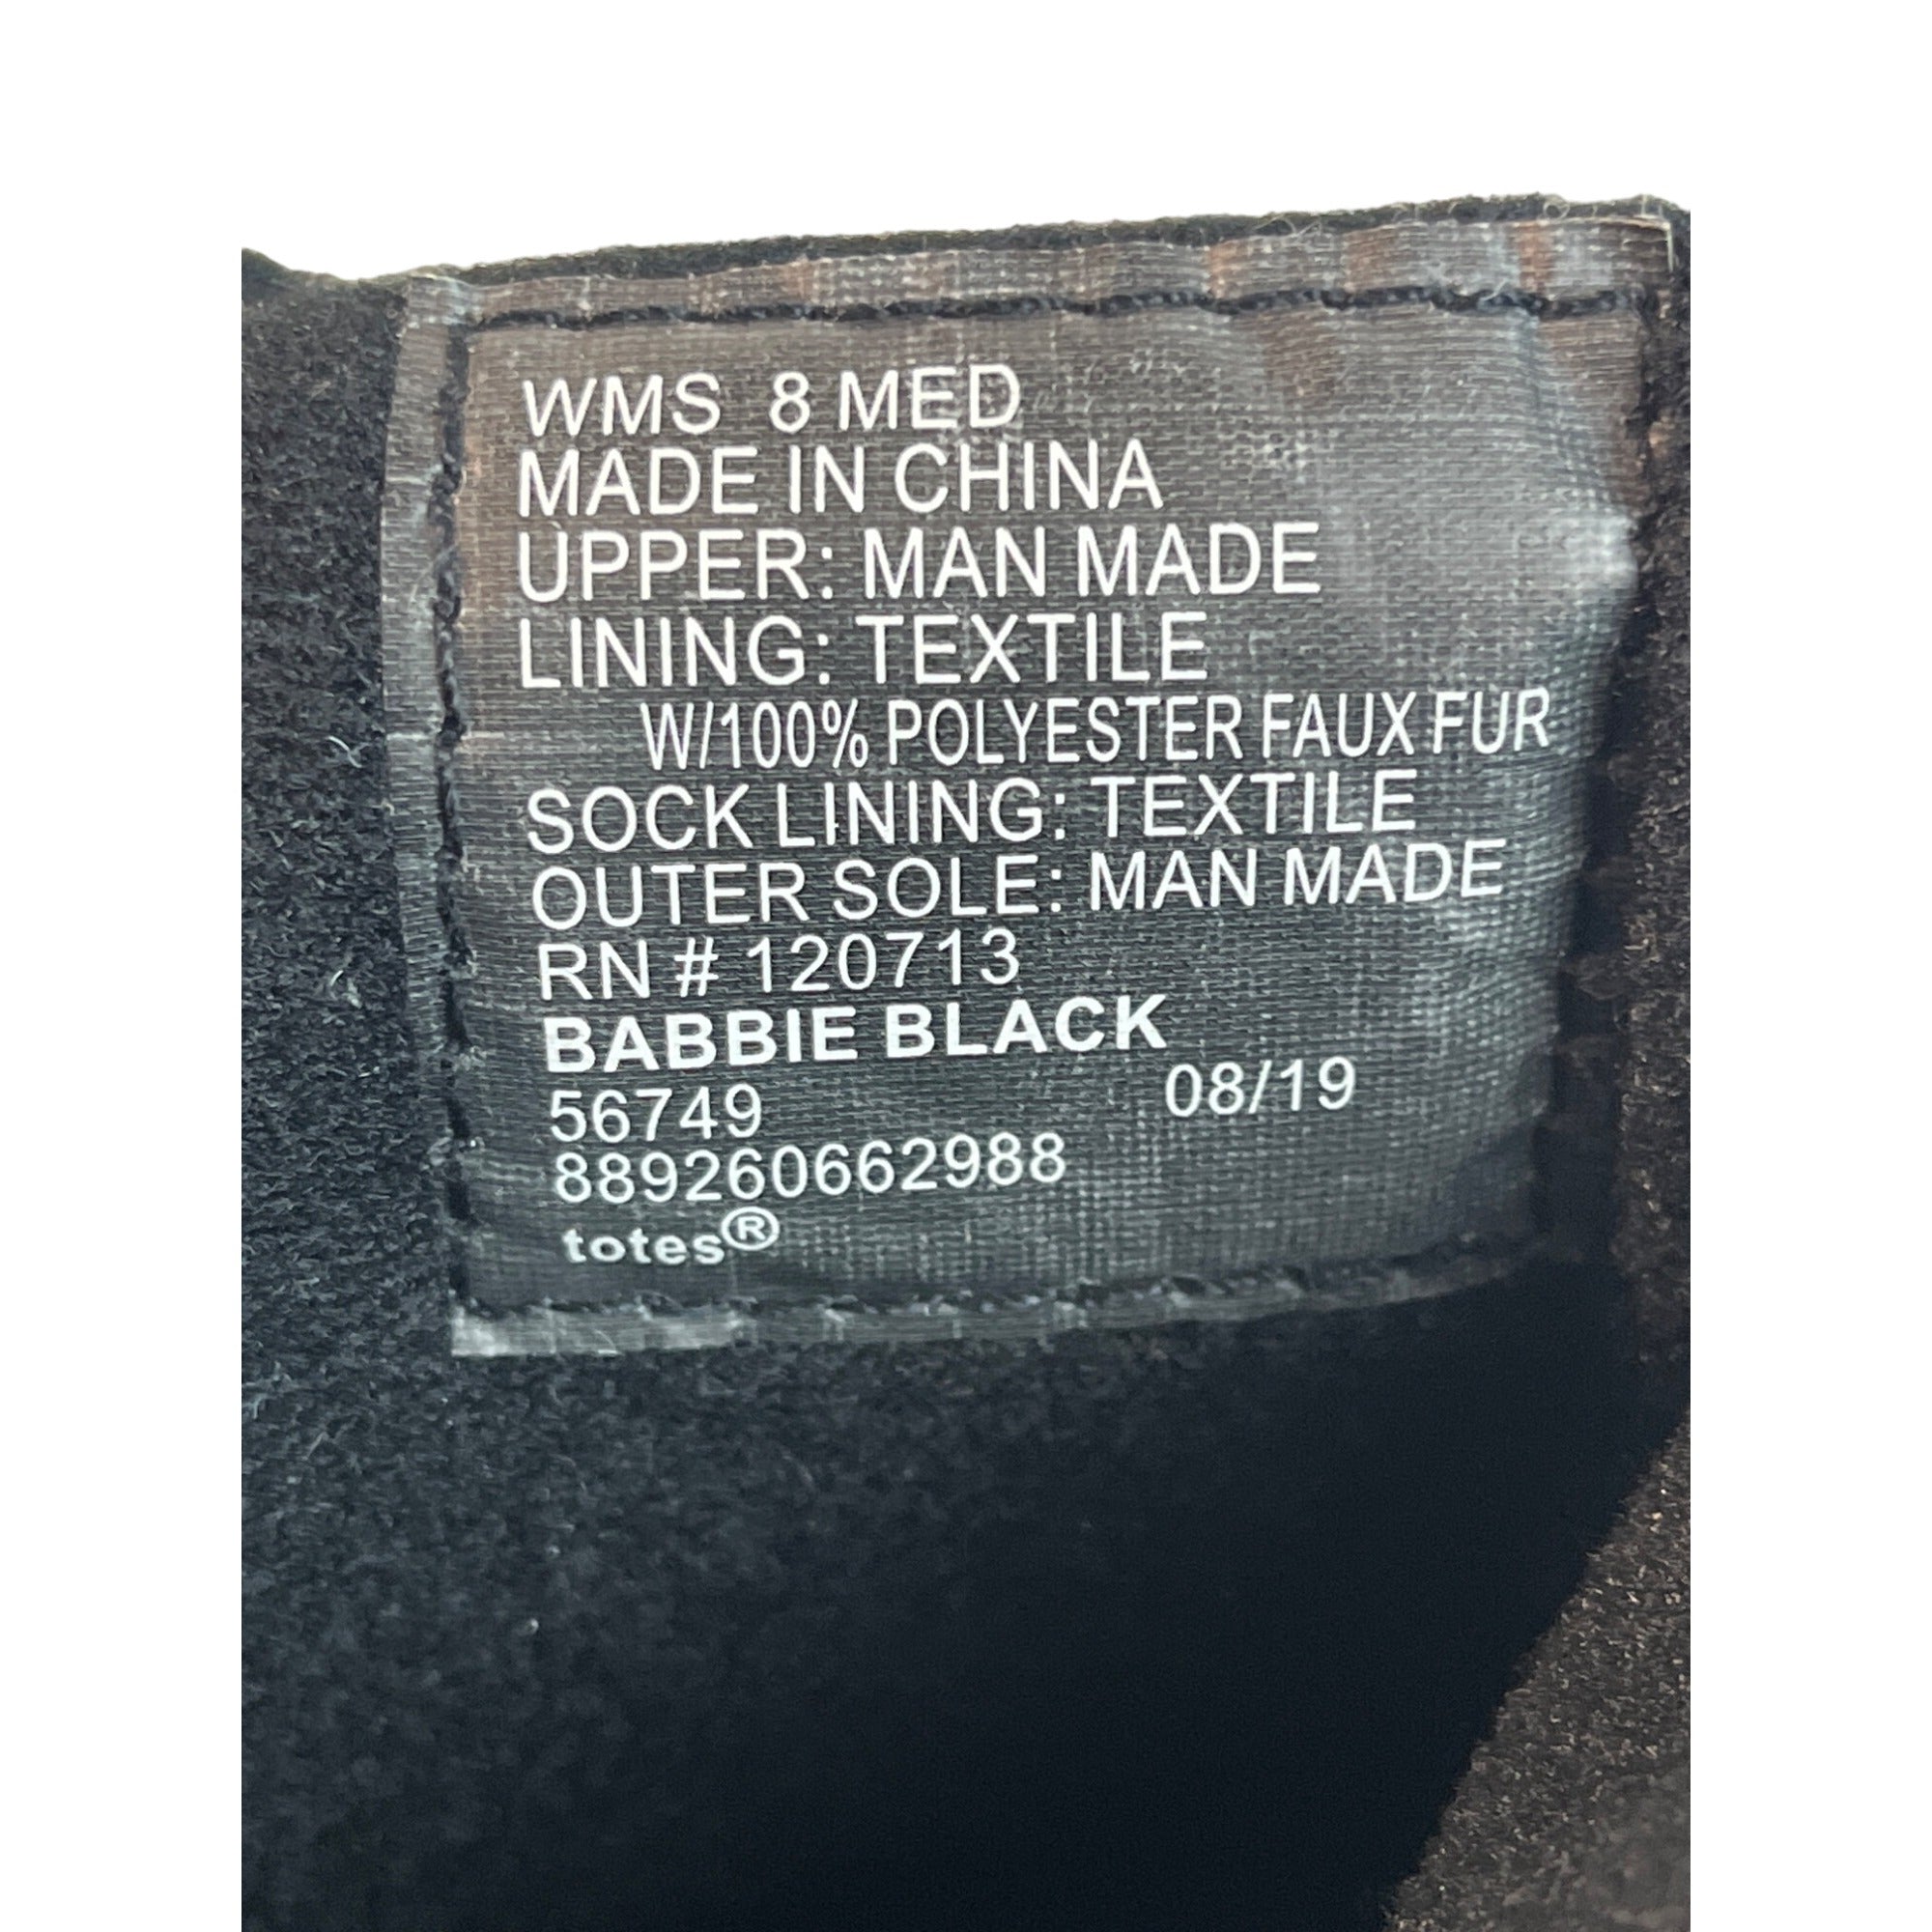 WMS 8 MED
MADE IN CHINA
UPPER: MAN MADE
LINING: TEXTILE
W/100% POLYESTER FAUX FUR
SOCK LINING: TEXTILE
OUTER SOLE: MAN MADE
RN # 120713
BABBIE BLACK
56749 08/19
889260662988
totes®